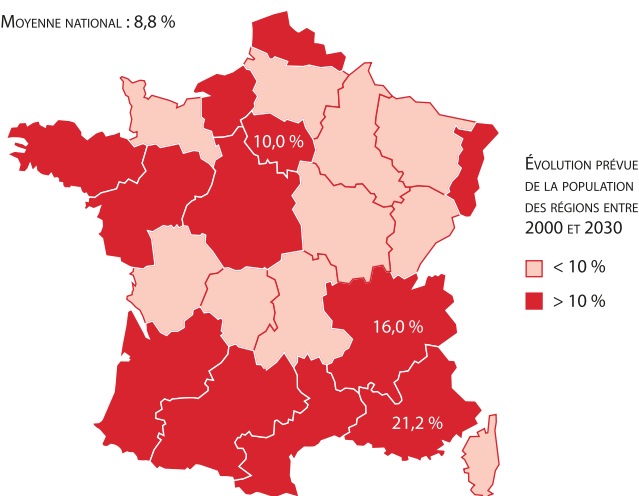 Moyenne national : 8,8 %
10,0 %
16,0 %
21,2 %
Évolution prévue
de la population
des régions entre
2000 et 2030
< 10 %
> 10 %